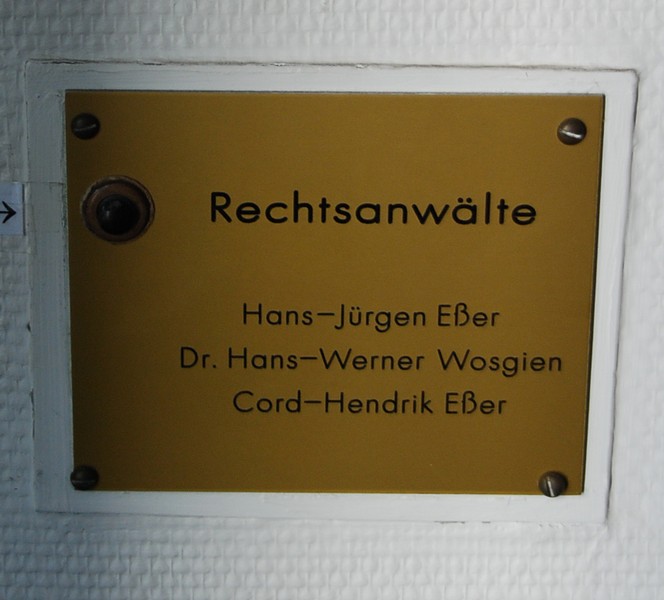 Rechtsanwälte
Hans-Jürgen Eßer
Dr. Hans-Werner Wosgien
Cord-Hendrik Eßer